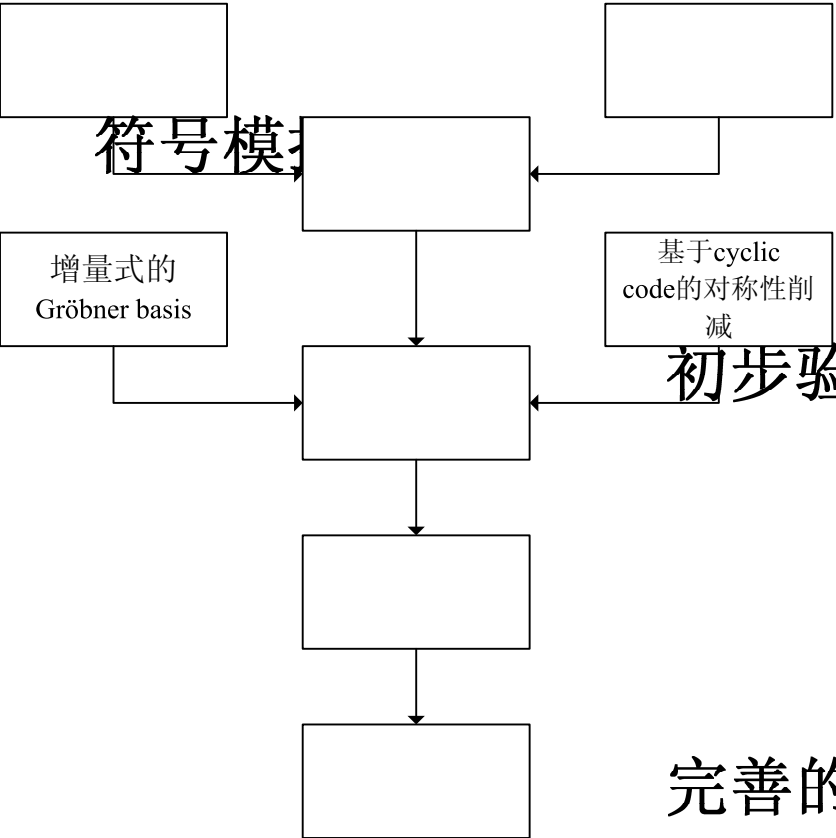 符号模
增量式的
Gröbner basis
基于cyclic
code的对称性削
减
初步验
完善的